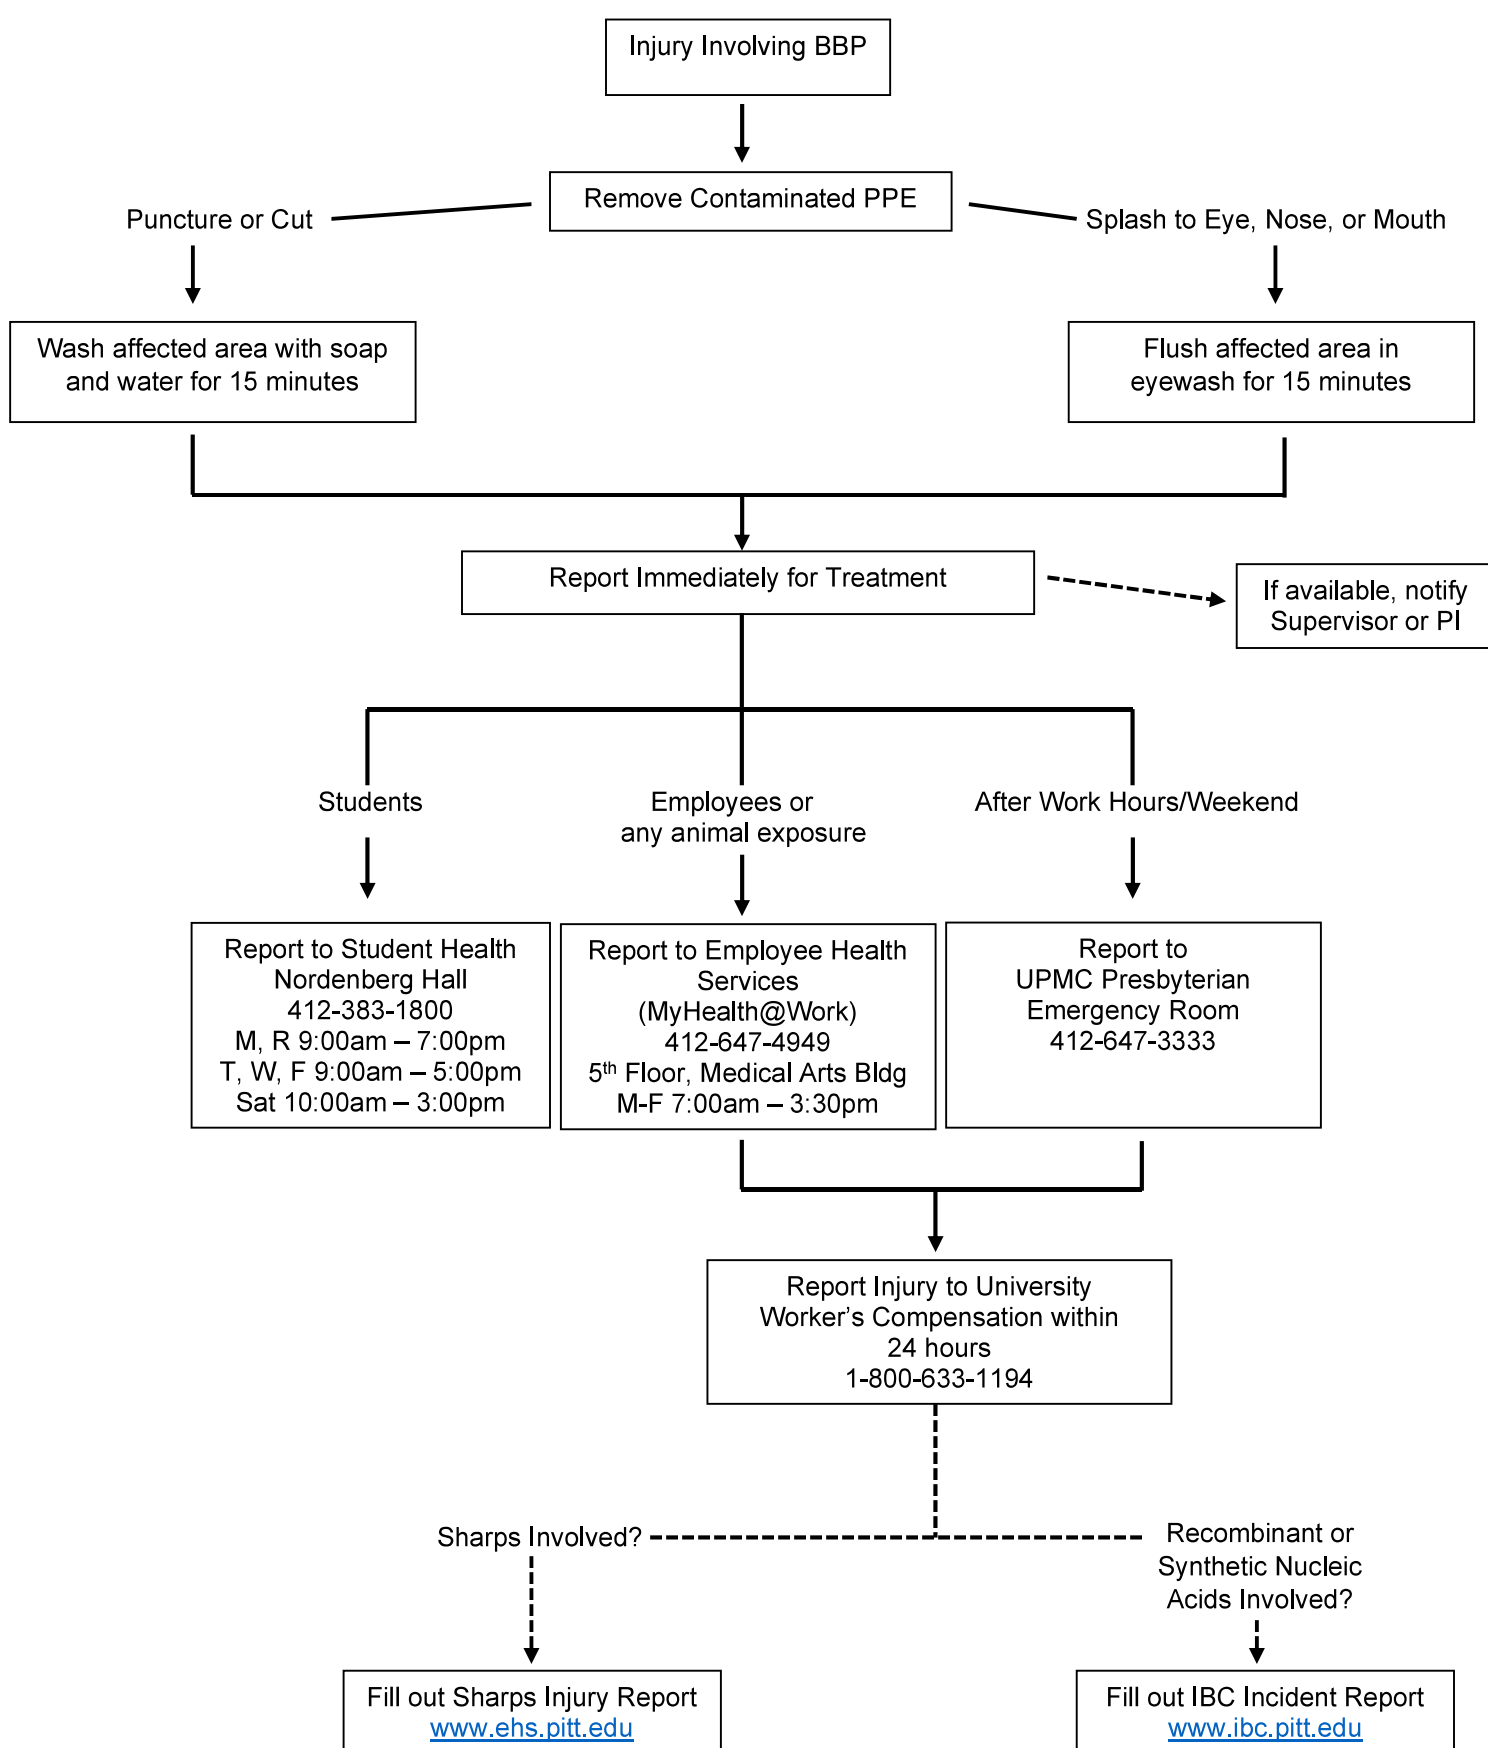 Injury Involving BBP
Remove Contaminated PPE
Puncture or Cut
Splash to Eye, Nose, or Mouth
Wash affected area with soap
and water for 15 minutes
Flush affected area in
eyewash for 15 minutes
Report Immediately for Treatment
If available, notify
Supervisor or PI
Students
Employees or
any animal exposure
After Work Hours/Weekend
Report to Student Health
Nordenberg Hall
412-383-1800
M, R 9:00am – 7:00pm
T, W, F 9:00am – 5:00pm
Sat 10:00am – 3:00pm
Report to Employee Health
Services
(MyHealth@Work)
412-647-4949
5th Floor, Medical Arts Bldg
M-F 7:00am – 3:30pm
Report to
UPMC Presbyterian
Emergency Room
412-647-3333
Report Injury to University
Worker’s Compensation within
24 hours
1-800-633-1194
Sharps Involved?
Recombinant or
Synthetic Nucleic
Acids Involved?
Fill out Sharps Injury Report
www.ehs.pitt.edu
Fill out IBC Incident Report
www.ibc.pitt.edu